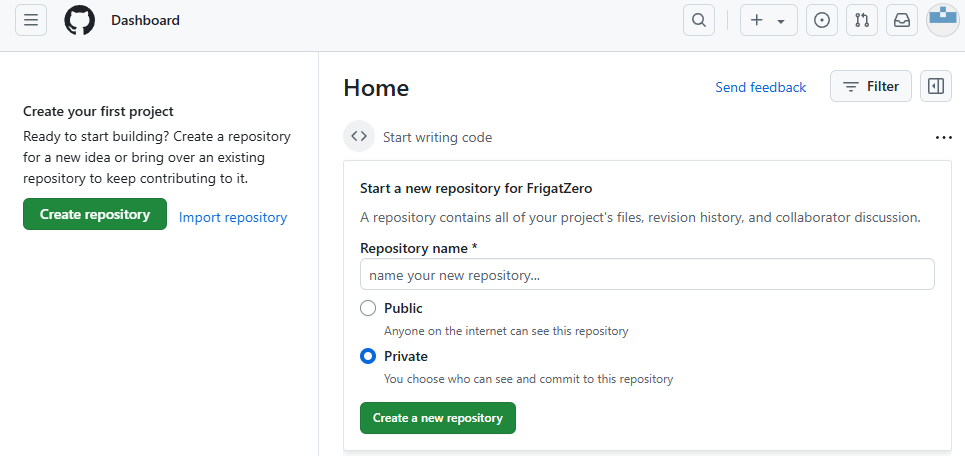 Dashboard
Create your first project
Ready to start building? Create a repository
for a new idea or bring over an existing
repository to keep contributing to it.
Create repository
Import repository
Home
Send feedback
Filter
Start writing code
Start a new repository for FrigatZero
A repository contains all of your project's files, revision history, and collaborator discussion.
Repository name *
name your new repository...
Public
Anyone on the internet can see this repository
Private
You choose who can see and commit to this repository
Create a new repository